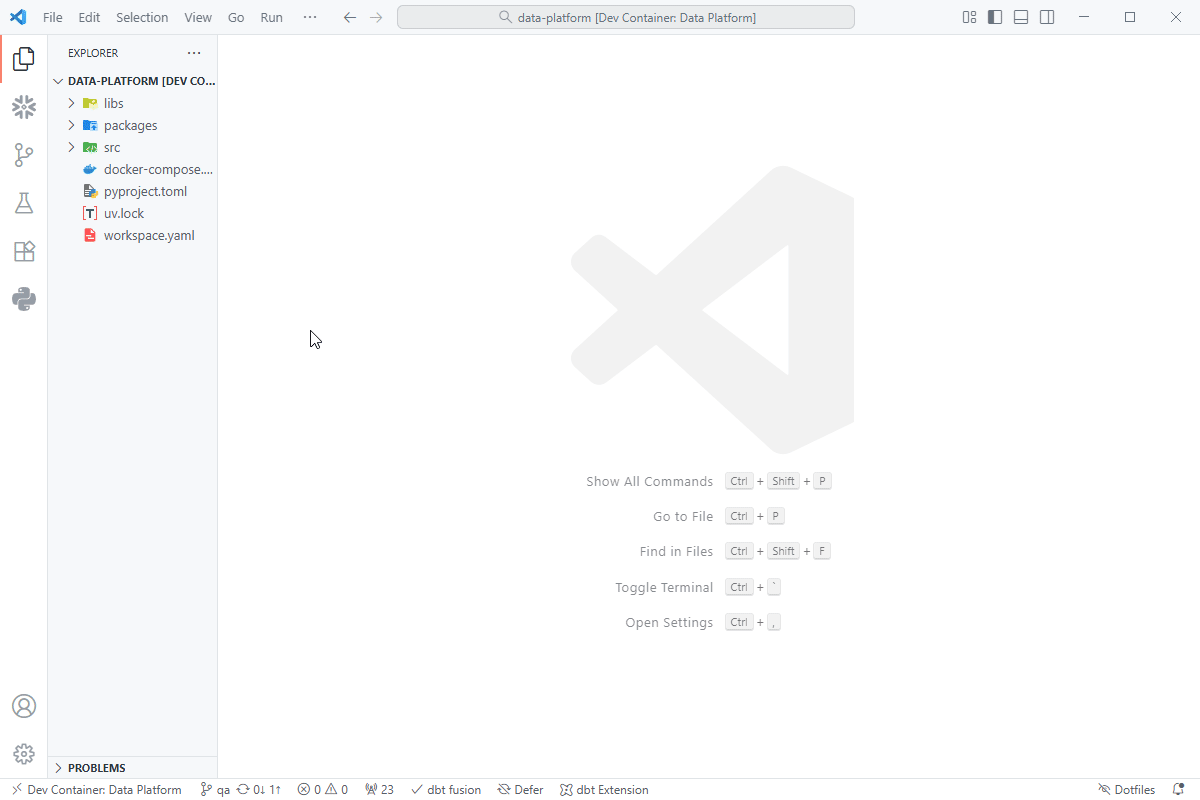 File Edit Selection View Go Run ··· data-platform [Dev Container: Data Platform]
EXPLORER ···
DATA-PLATFORM [DEV CO...
libs
packages
src
docker-compose....
pyproject.toml
uv.lock
workspace.yaml
Show All Commands Ctrl + Shift + P
Go to File Ctrl + P
Find in Files Ctrl + Shift + F
Toggle Terminal Ctrl + `
Open Settings Ctrl + ,
PROBLEMS
Dev Container: Data Platform qa 0↓ 1↑ 0 0 23 dbt fusion Defer dbt Extension Dotfiles